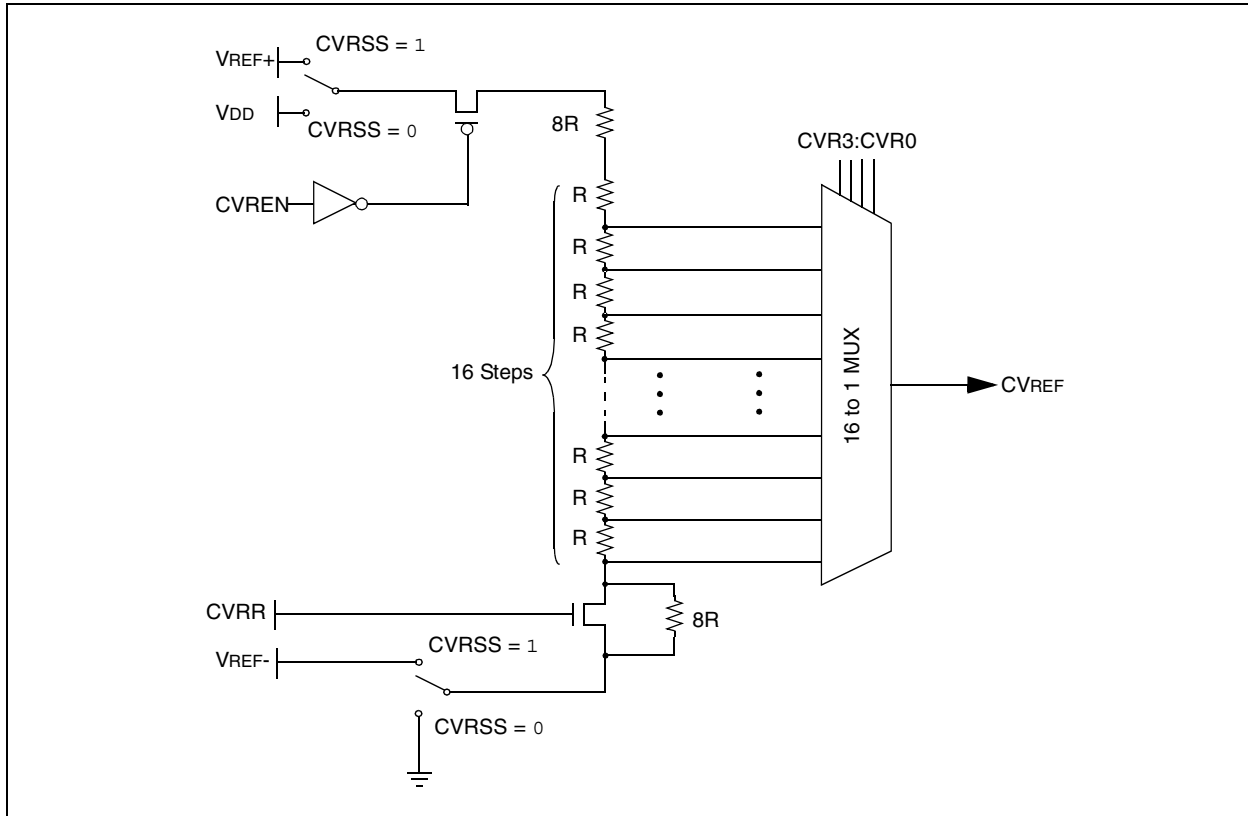 CVRSS = 1
VREF+
VDD
CVRSS = 0
8R
CVR3:CVR0
CVREN
R
R
R
R
16 Steps
16 to 1 MUX
CVREF
R
R
R
CVRR
8R
CVRSS = 1
VREF-
CVRSS = 0